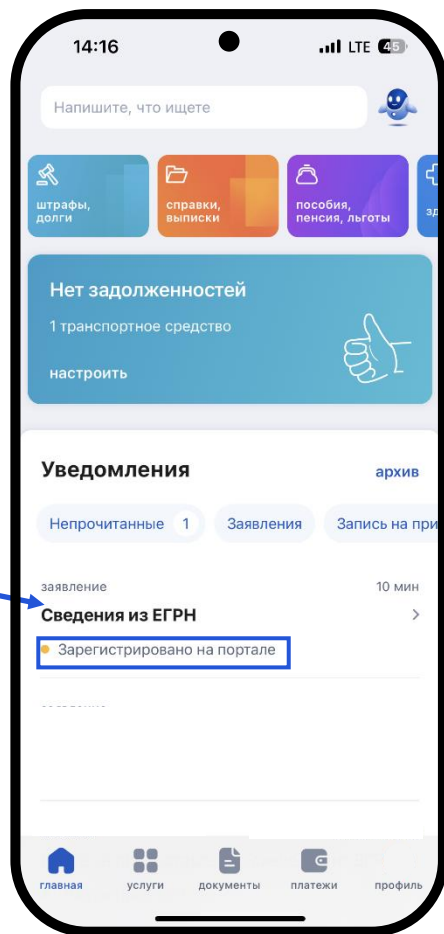 14:16
LTE 45
Напишите, что ищете
штрафы,
долги
справки,
выписки
пособия,
пенсия, льготы
зд
Нет задолженностей
1 транспортное средство
настроить
Уведомления
архив
Непрочитанные 1
Заявления
Запись на при
заявление
10 мин
Сведения из ЕГРН
Зарегистрировано на портале
главная
услуги
документы
платежи
профиль